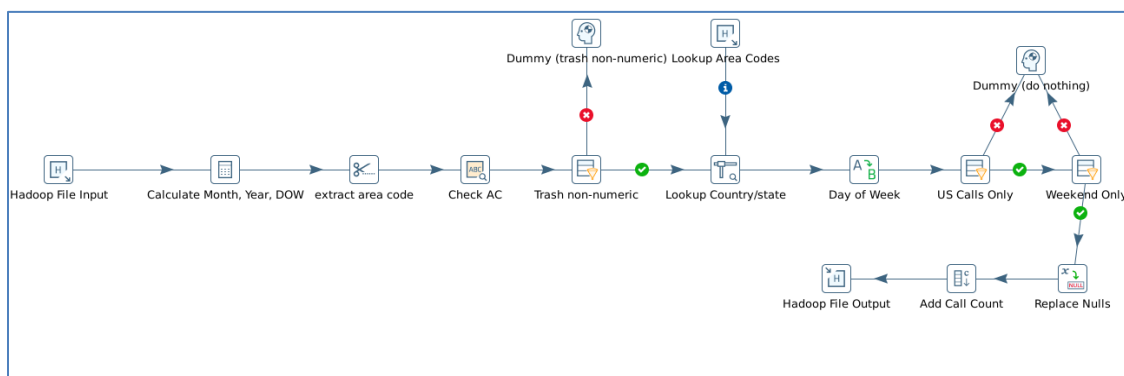 Dummy (trash non-numeric)
Lookup Area Codes
Dummy (do nothing)
Hadoop File Input
Calculate Month, Year, DOW
extract area code
ABC
Check AC
Trash non-numeric
Lookup Country/state
A
B
Day of Week
US Calls Only
Weekend Only
H
H
i
Hadoop File Output
H
C
Add Call Count
x
NULL
Replace Nulls